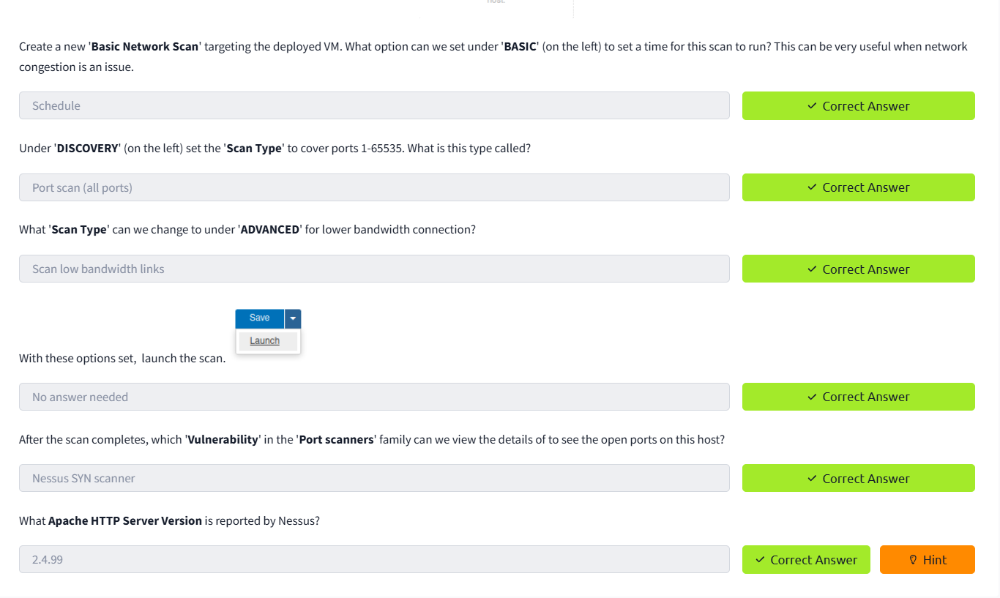 host.
Create a new 'Basic Network Scan' targeting the deployed VM. What option can we set under 'BASIC' (on the left) to set a time for this scan to run? This can be very useful when network
congestion is an issue.
Schedule
Correct Answer
Under 'DISCOVERY' (on the left) set the 'Scan Type' to cover ports 1-65535. What is this type called?
Port scan (all ports)
Correct Answer
What 'Scan Type' can we change to under 'ADVANCED' for lower bandwidth connection?
Scan low bandwidth links
Correct Answer
Save
Launch
With these options set,  launch the scan.
No answer needed
Correct Answer
After the scan completes, which 'Vulnerability' in the 'Port scanners' family can we view the details of to see the open ports on this host?
Nessus SYN scanner
Correct Answer
What Apache HTTP Server Version is reported by Nessus?
2.4.99
Correct Answer
Hint